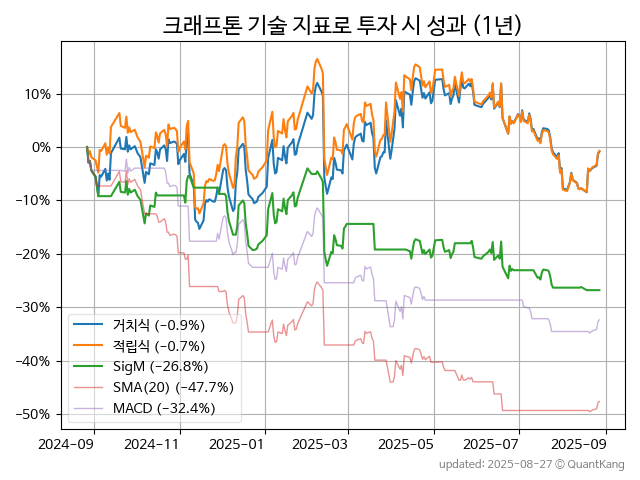 크래프톤 기술 지표로 투자 시 성과 (1년)
10%
0%
−10%
−20%
−30%
−40%
−50%
거치식 (−0.9%)
적립식 (−0.7%)
SigM (−26.8%)
SMA(20) (−47.7%)
MACD (−32.4%)
2024-09 2024-11 2025-01 2025-03 2025-05 2025-07 2025-09
updated: 2025-08-27 © QuantKang